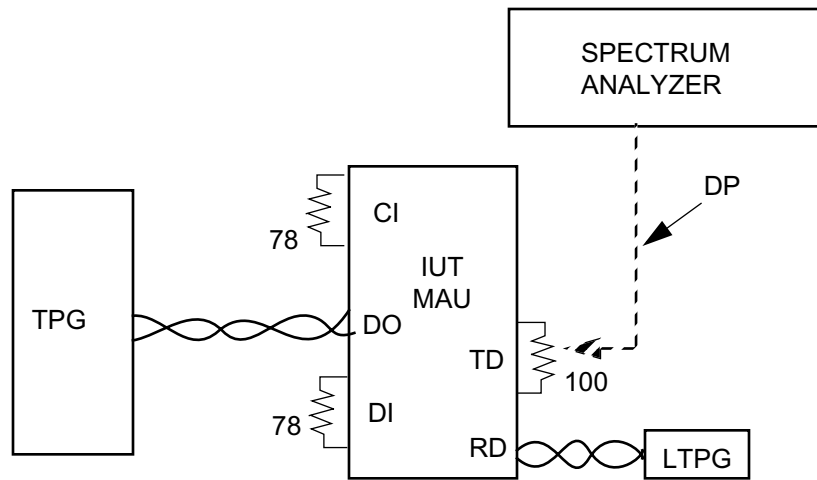 SPECTRUM
ANALYZER
DP
CI
78
IUT
MAU
TPG
DO
TD
100
DI
78
RD
LTPG